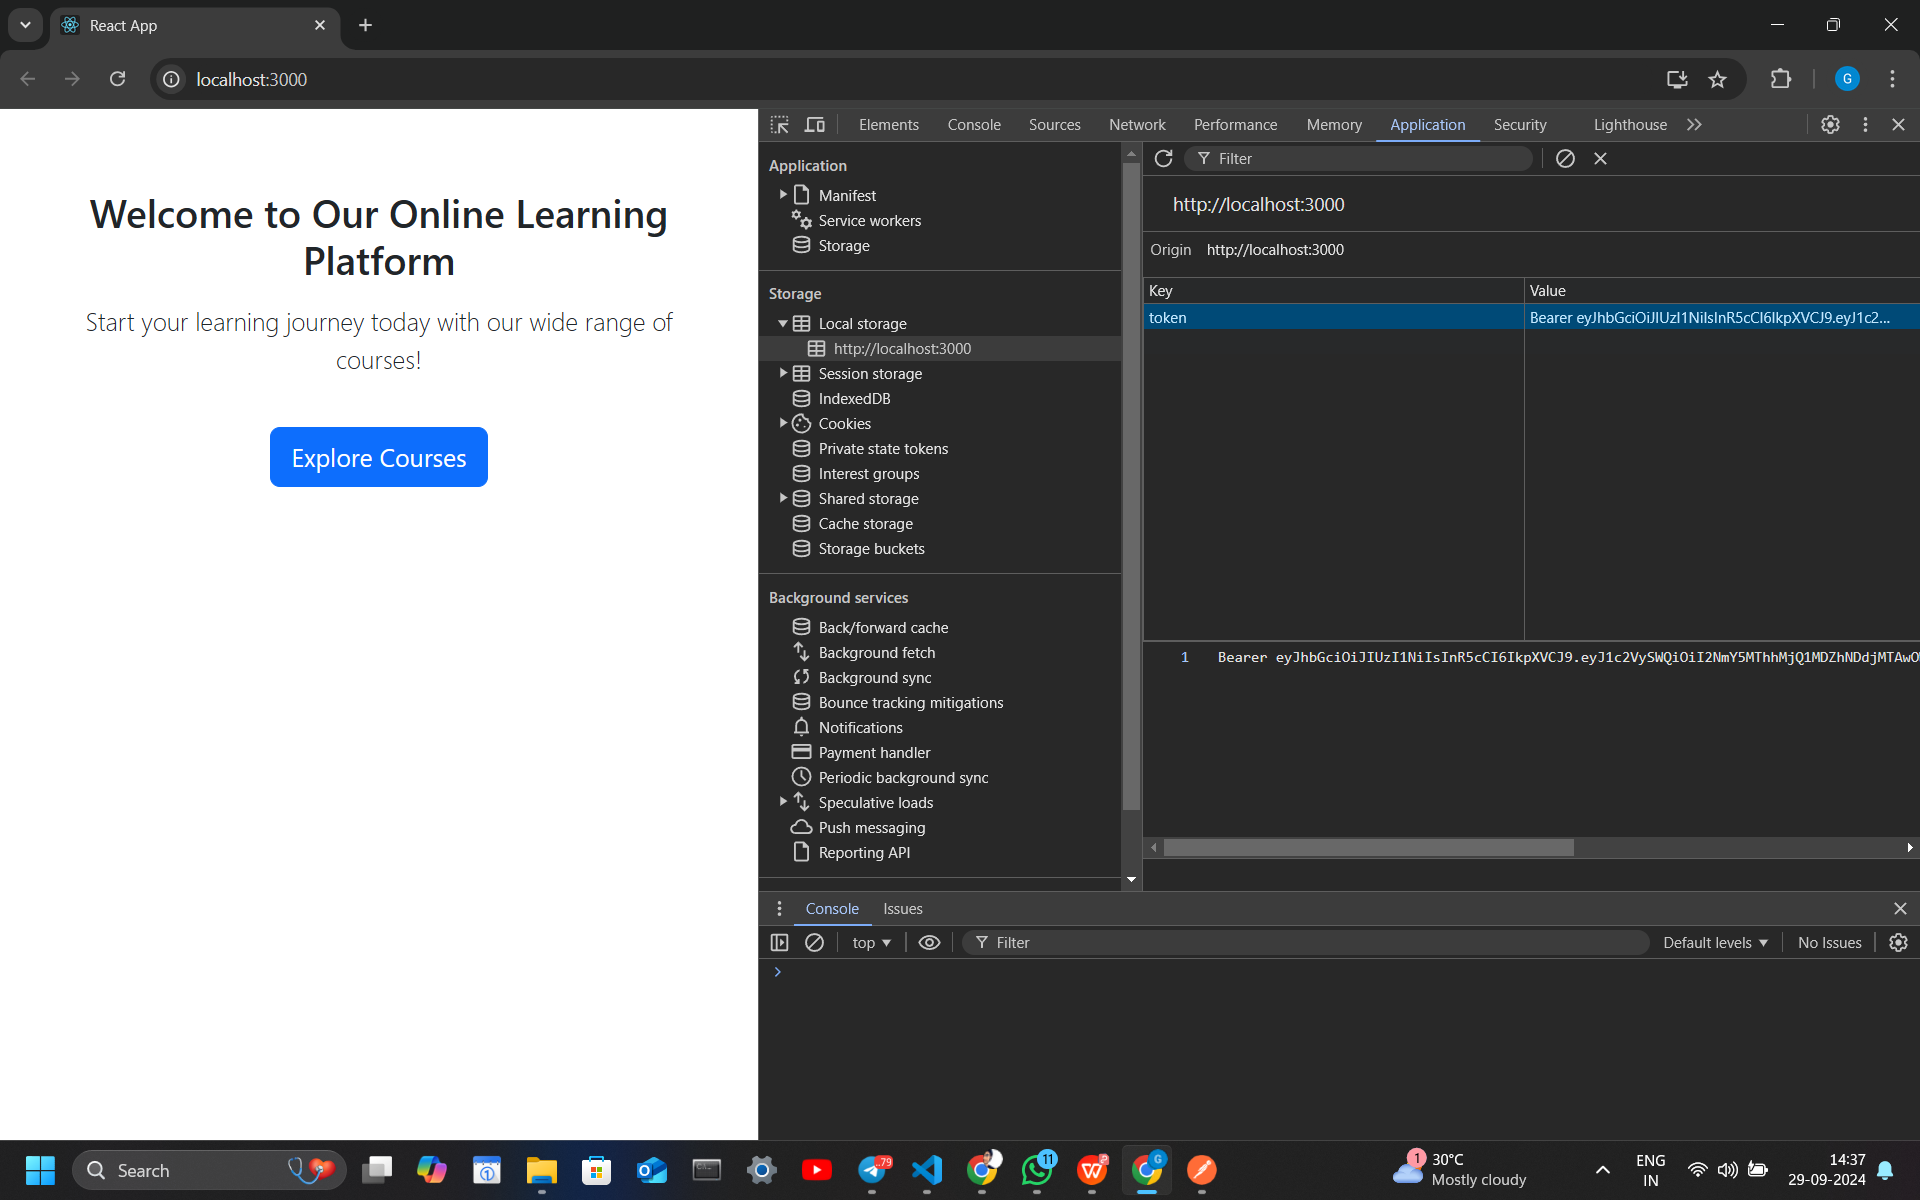 React App
localhost:3000
G
Welcome to Our Online Learning
Platform
Start your learning journey today with our wide range of
courses!
Explore Courses
Elements Console Sources Network Performance Memory Application Security Lighthouse
Application
Manifest
Service workers
Storage
Storage
Local storage
http://localhost:3000
Session storage
IndexedDB
Cookies
Private state tokens
Interest groups
Shared storage
Cache storage
Storage buckets
Background services
Back/forward cache
Background fetch
Background sync
Bounce tracking mitigations
Notifications
Payment handler
Periodic background sync
Speculative loads
Push messaging
Reporting API
Filter
http://localhost:3000
Origin http://localhost:3000
Key Value
token Bearer eyJhbGciOiJIUzI1NiIsInR5cCI6IkpXVCJ9.eyJ1c2...
1 Bearer eyJhbGciOiJIUzI1NiIsInR5cCI6IkpXVCJ9.eyJ1c2VySWQiOiI2NmY5MThhMjQ1MDZhNDdjMTAwO
Console Issues
top Filter Default levels No Issues
Search
79
11
G
1
30°C
Mostly cloudy
ENG
IN
14:37
29-09-2024